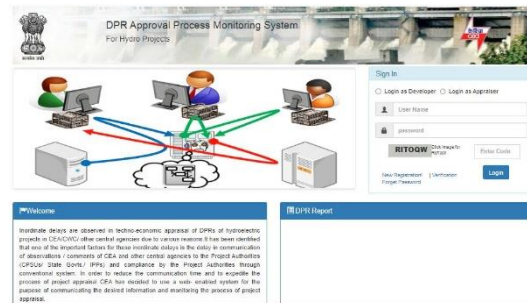 DPR Approval Process Monitoring System
For Hydro Projects
Sign In
Login as Developer Login as Appraiser
User Name
password
RITOQW Enter Code
New Registration! | Verification
Forget Password
Login
Welcome
DPR Report
Inordinate delays are observed in techno-economic appraisal of DPRs of hydroelectric
projects in CEA/CWC/ other central agencies due to various reasons. It has been identified
that one of the important factors for these inordinate delays is the delay in communication
of observations / comments of CEA and other central agencies to the Project Authorities
(CPSUs/ State Govts./ IPPs) and compliance by the Project Authorities through
conventional system. In order to reduce the communication time and to expedite the
process of project appraisal CEA has decided to use a web- enabled system for the
purpose of communicating the desired information and monitoring the process of project
appraisal.